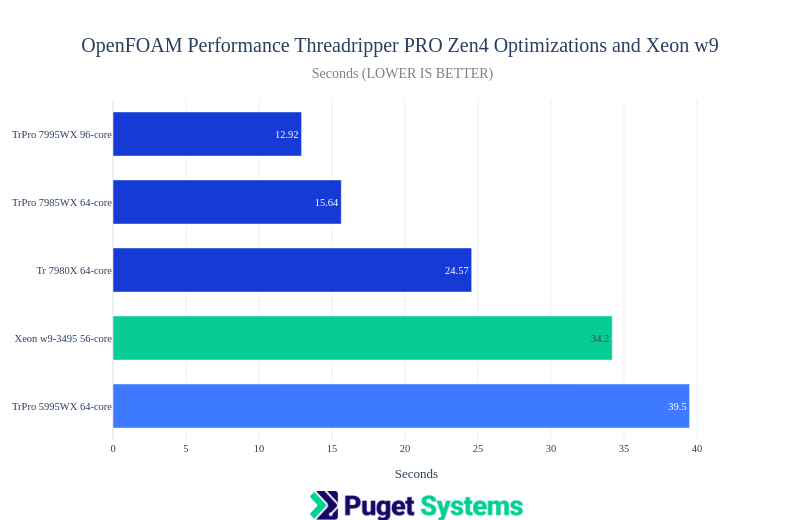 OpenFOAM Performance Threadripper PRO Zen4 Optimizations and Xeon w9
Seconds (LOWER IS BETTER)
TrPro 7995WX 96-core 12.92
TrPro 7985WX 64-core 15.64
Tr 7980X 64-core 24.57
Xeon w9-3495 56-core 34.2
TrPro 5995WX 64-core 39.5
0 5 10 15 20 25 30 35 40
Seconds
Puget Systems